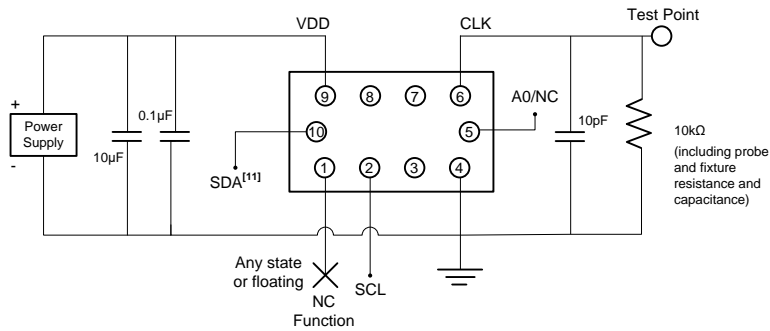 VDD
CLK
Test Point
+
Power
Supply
-
10µF
0.1µF
9
8
7
6
10
5
1
2
3
4
A0/NC
SDA[11]
10pF
10kΩ
(including probe
and fixture
resistance and
capacitance)
Any state
or floating
NC
Function
SCL